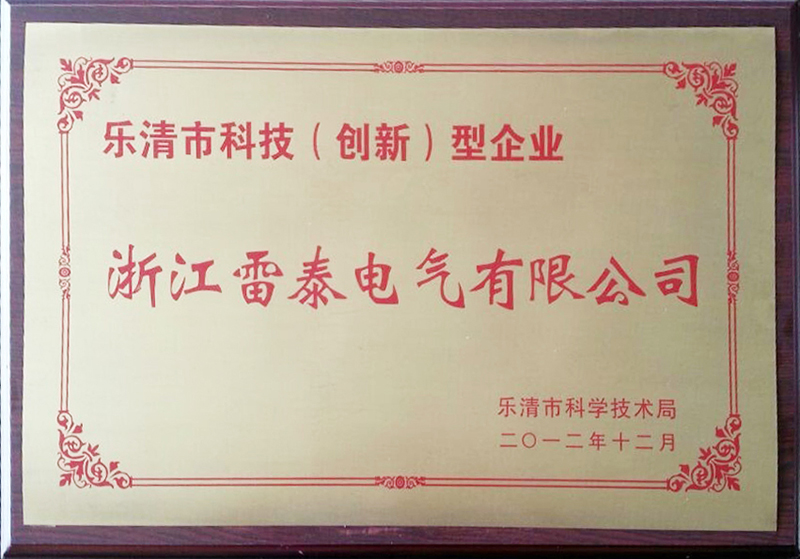 乐清市科技（创新）型企业
浙江雷泰电气有限公司
乐清市科学技术局
二〇一二年十二月